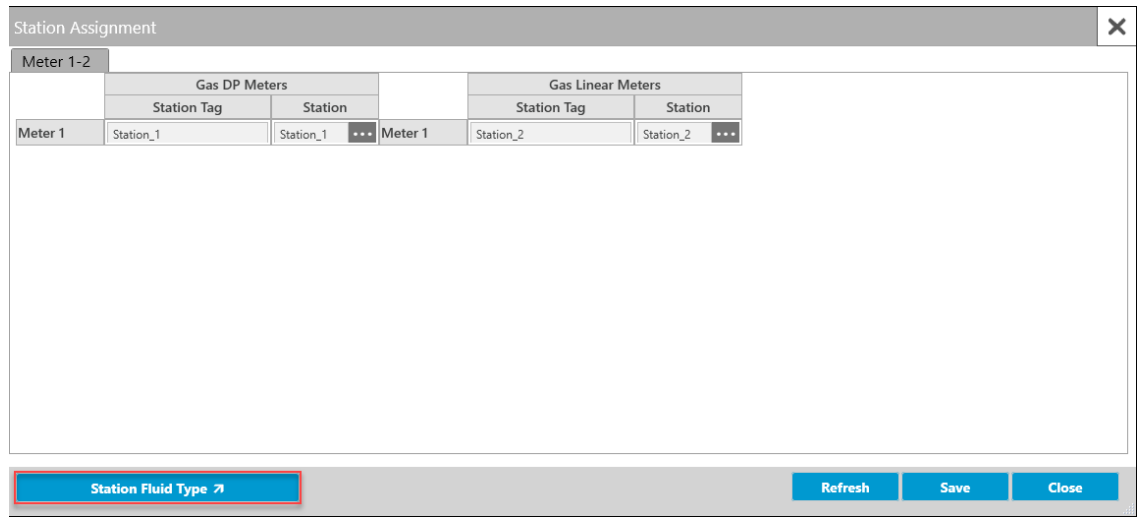 Station Assignment
Meter 1-2
Gas DP Meters Gas Linear Meters
Station Tag Station Station Tag Station
Meter 1 Station_1 Station_1 ••• Meter 1 Station_2 Station_2 •••
Station Fluid Type Refresh Save Close